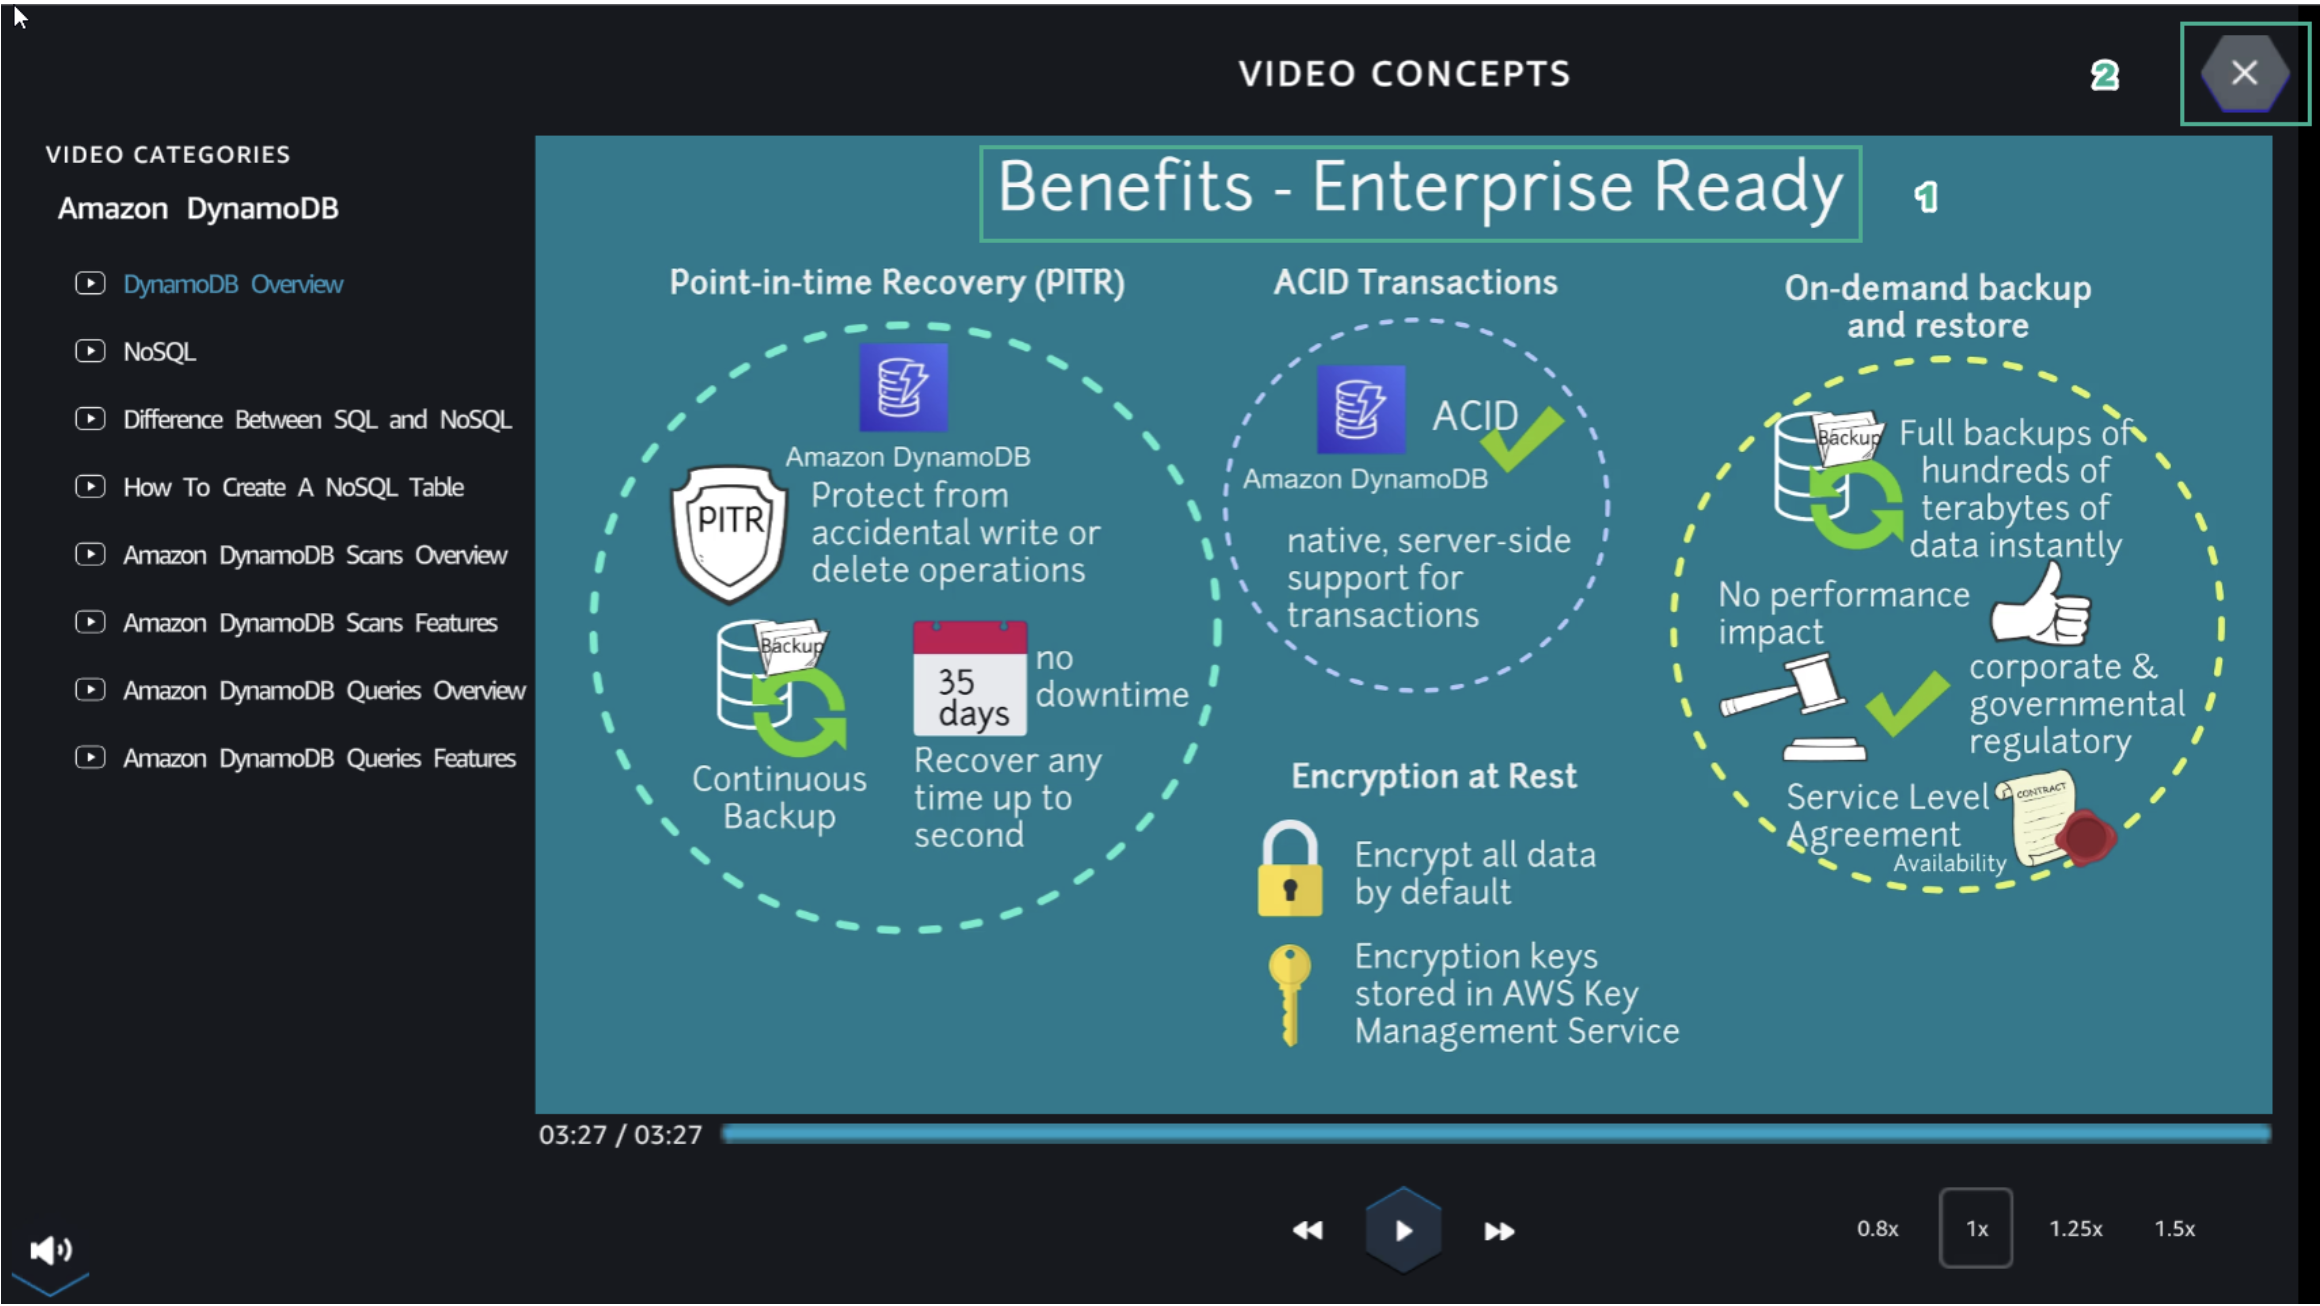 VIDEO CONCEPTS
2
VIDEO CATEGORIES
Amazon DynamoDB
DynamoDB Overview
NoSQL
Difference Between SQL and NoSQL
How To Create A NoSQL Table
Amazon DynamoDB Scans Overview
Amazon DynamoDB Scans Features
Amazon DynamoDB Queries Overview
Amazon DynamoDB Queries Features
Benefits - Enterprise Ready
1
Point-in-time Recovery (PITR)
Amazon DynamoDB
PITR
Protect from
accidental write or
delete operations
Backup
Continuous
Backup
35
days
no
downtime
Recover any
time up to
second
ACID Transactions
ACID
Amazon DynamoDB
native, server-side
support for
transactions
Encryption at Rest
Encrypt all data
by default
Encryption keys
stored in AWS Key
Management Service
On-demand backup
and restore
Backup
Full backups of
hundreds of
terabytes of
data instantly
No performance
impact
corporate &
governmental
regulatory
Service Level
Agreement
Availability
CONTRACT
03:27 / 03:27
0.8x
1x
1.25x
1.5x